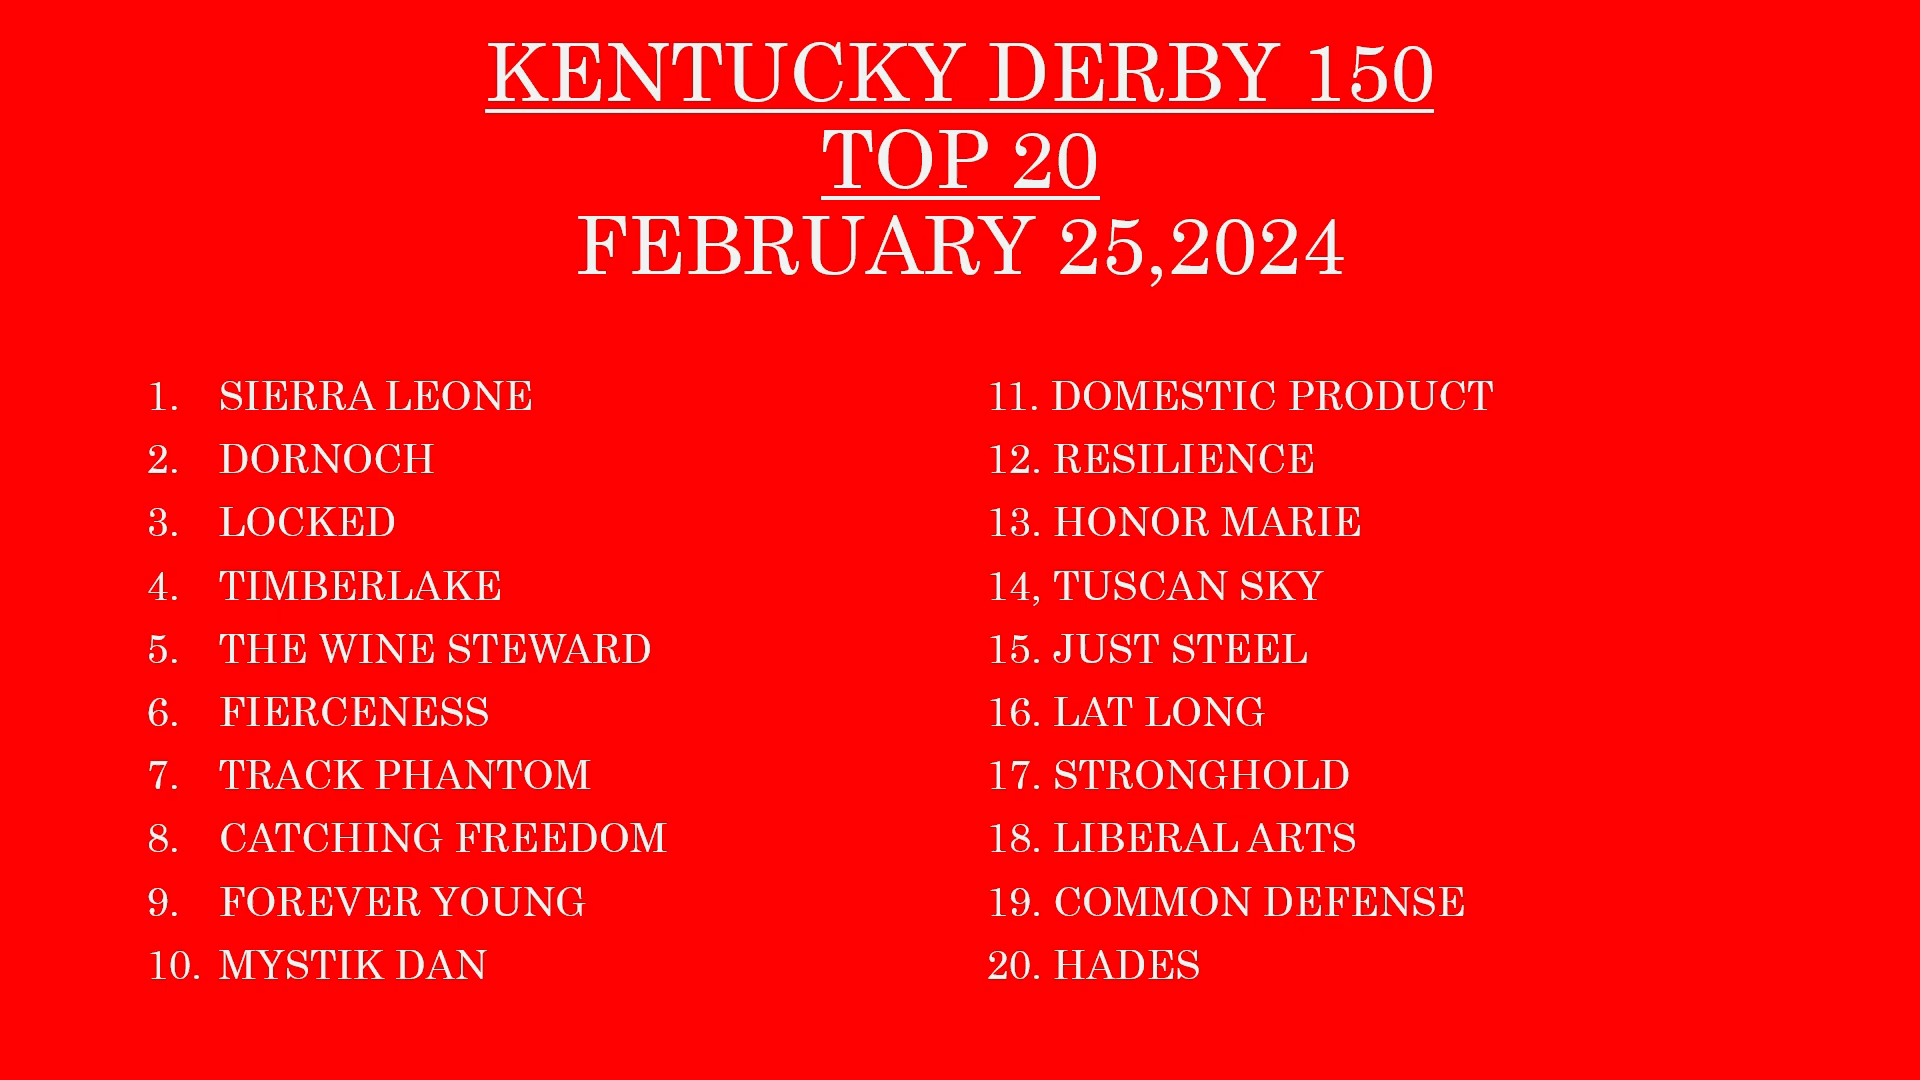 KENTUCKY DERBY 150
TOP 20
FEBRUARY 25,2024
1. SIERRA LEONE
2. DORNOCH
3. LOCKED
4. TIMBERLAKE
5. THE WINE STEWARD
6. FIERCENESS
7. TRACK PHANTOM
8. CATCHING FREEDOM
9. FOREVER YOUNG
10. MYSTIK DAN
11. DOMESTIC PRODUCT
12. RESILIENCE
13. HONOR MARIE
14, TUSCAN SKY
15. JUST STEEL
16. LAT LONG
17. STRONGHOLD
18. LIBERAL ARTS
19. COMMON DEFENSE
20. HADES